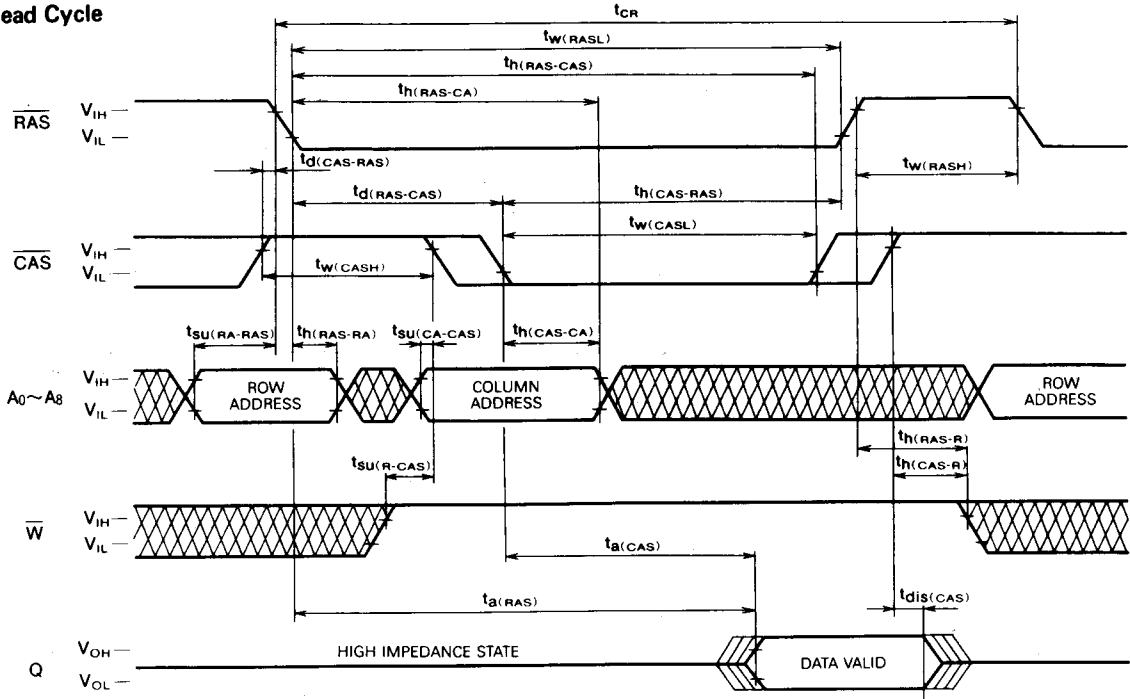 ead Cycle
tCR
tw(RASL)
th(RAS-CAS)
th(RAS-CA)
RAS
VIH
VIL
td(CAS-RAS)
tw(RASH)
td(RAS-CAS)
th(CAS-RAS)
tw(CASL)
CAS
VIH
VIL
tw(CASH)
tsu(RA-RAS)
th(RAS-RA)
tsu(CA-CAS)
th(CAS-CA)
A0~A8
VIH
VIL
ROW
ADDRESS
COLUMN
ADDRESS
ROW
ADDRESS
th(RAS-R)
tsu(R-CAS)
th(CAS-R)
W
VIH
VIL
ta(CAS)
ta(RAS)
tdis(CAS)
Q
VOH
VOL
HIGH IMPEDANCE STATE
DATA VALID